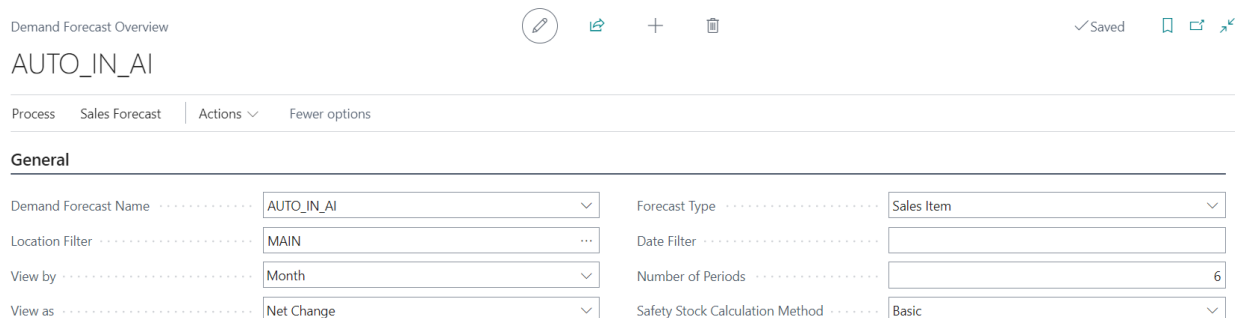 Demand Forecast Overview
Saved
AUTO_IN_AI
Process Sales Forecast Actions Fewer options
General
Demand Forecast Name AUTO_IN_AI Forecast Type Sales Item
Location Filter MAIN ... Date Filter
View by Month Number of Periods 6
View as Net Change Safety Stock Calculation Method Basic